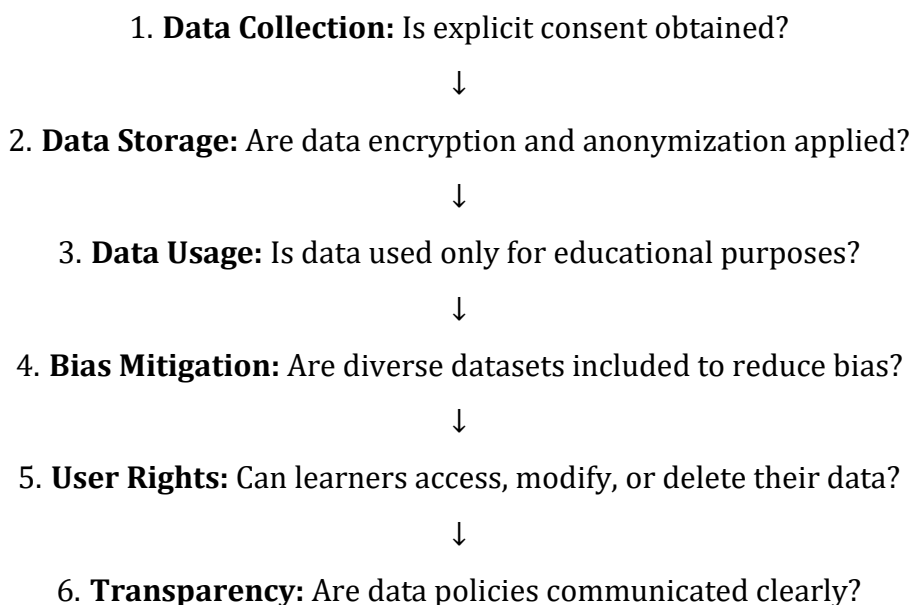 1. Data Collection: Is explicit consent obtained?
↓
2. Data Storage: Are data encryption and anonymization applied?
↓
3. Data Usage: Is data used only for educational purposes?
↓
4. Bias Mitigation: Are diverse datasets included to reduce bias?
↓
5. User Rights: Can learners access, modify, or delete their data?
↓
6. Transparency: Are data policies communicated clearly?